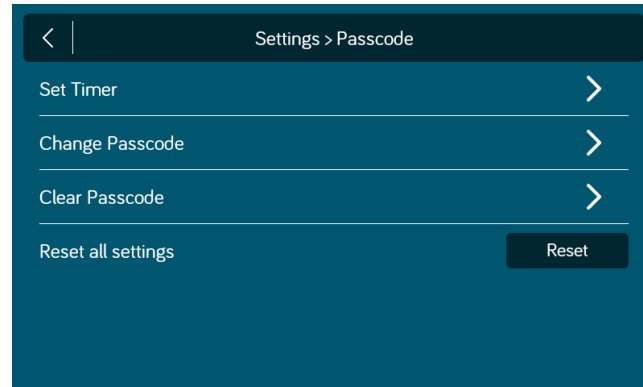 Settings > Passcode
Set Timer
Change Passcode
Clear Passcode
Reset all settings Reset